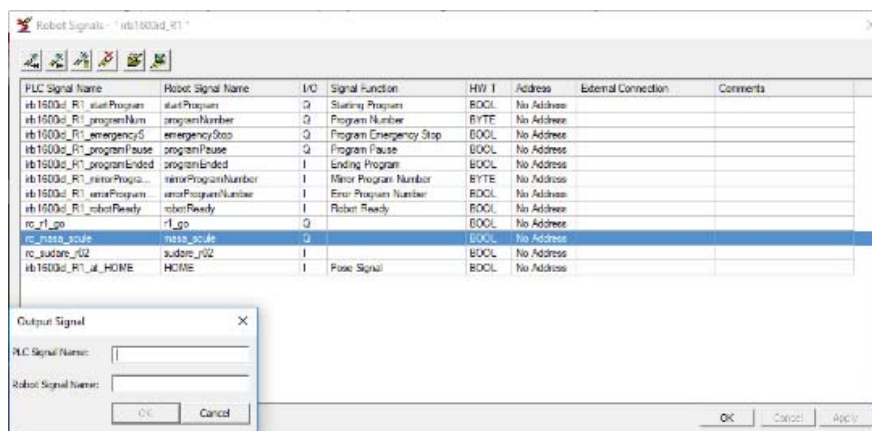 Robot Signals - " irb1600id_R1 "
PLC Signal Name Robot Signal Name I/O Signal Function HW T Address External Connection Comments
irb1600id_R1_startProgram startProgram Q Starting Program BOOL No Address
irb1600id_R1_programNum programNumber Q Program Number BYTE No Address
irb1600id_R1_emergencyS emergencyStop Q Program Emergency Stop BOOL No Address
irb1600id_R1_programPause programPause Q Program Pause BOOL No Address
irb1600id_R1_programEnded programEnded I Ending Program BOOL No Address
irb1600id_R1_mirrorProgra... mirrorProgramNumber I Mirror Program Number BYTE No Address
irb1600id_R1_errorProgram... errorProgramNumber I Error Program Number BOOL No Address
irb1600id_R1_robotReady robotReady I Robot Ready BOOL No Address
rc_r1_go r1_go Q BOOL No Address
rc_masa_scule masa_scule Q BOOL No Address
rc_sudare_r02 sudare_r02 I BOOL No Address
irb1600id_R1_at_HOME HOME I Pose Signal BOOL No Address
Output Signal
PLC Signal Name:
Robot Signal Name:
OK Cancel
OK Cancel Apply